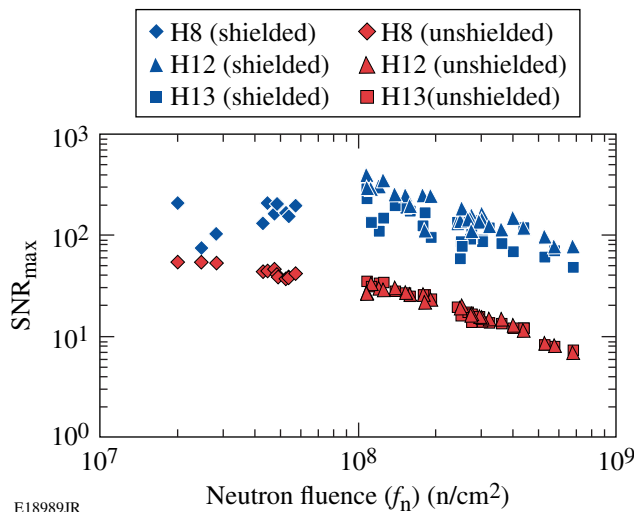 H8 (shielded) H8 (unshielded)
H12 (shielded) H12 (unshielded)
H13 (shielded) H13(unshielded)
10³
10²
10¹
10⁰
SNRmax
10⁷ 10⁸ 10⁹
Neutron fluence (fn) (n/cm²)
E18989JR